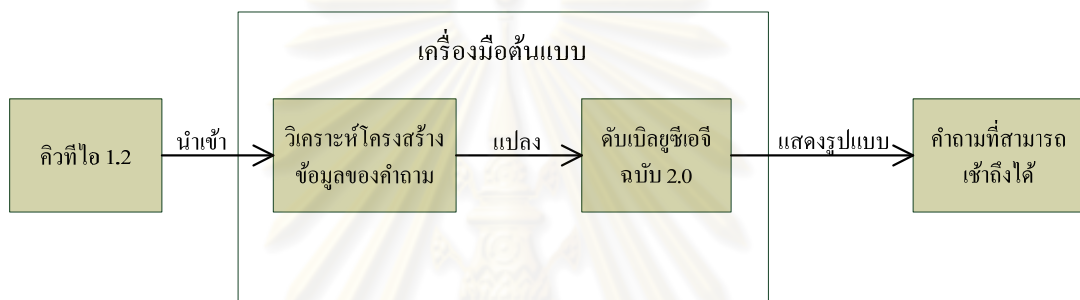 เครื่องมือต้นแบบ
คิวทีไอ 1.2
นำเข้า
วิเคราะห์โครงสร้าง
ข้อมูลของคำถาม
แปลง
ดับเบิลยูซีเอจี
ฉบับ 2.0
แสดงรูปแบบ
คำถามที่สามารถ
เข้าถึงได้